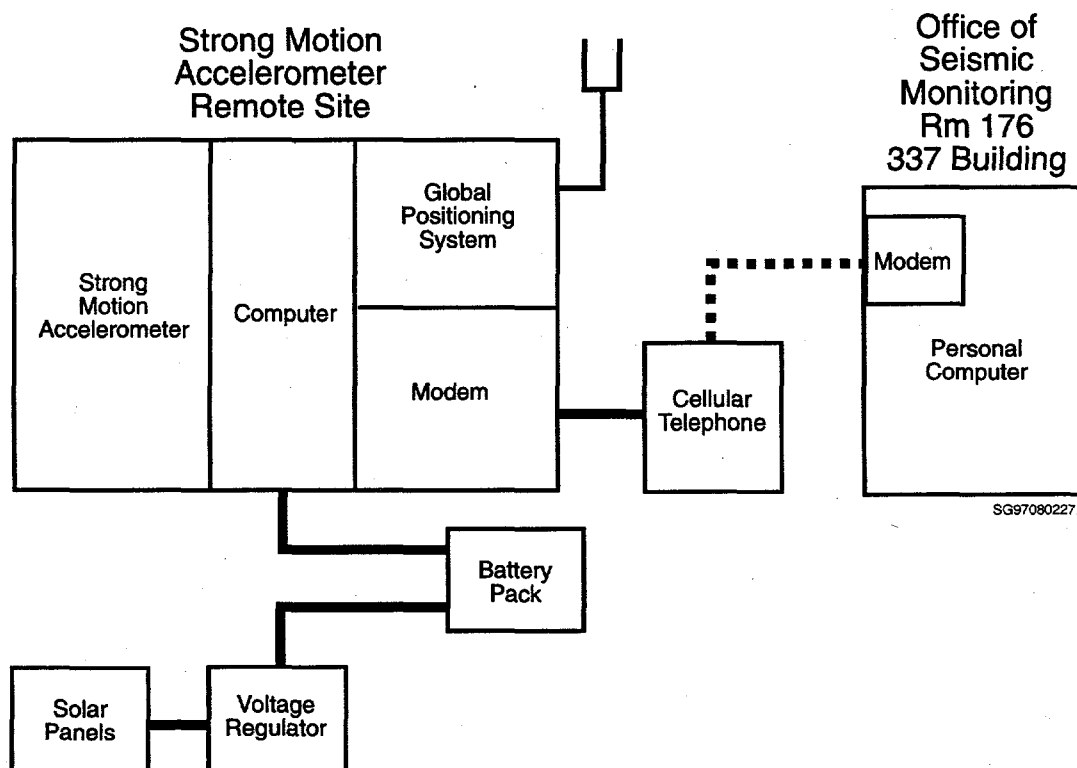 Strong Motion
Accelerometer
Remote Site
Office of
Seismic
Monitoring
Rm 176
337 Building
Strong
Motion
Accelerometer
Computer
Global
Positioning
System
Modem
Cellular
Telephone
Modem
Personal
Computer
SG97080227
Battery
Pack
Solar
Panels
Voltage
Regulator